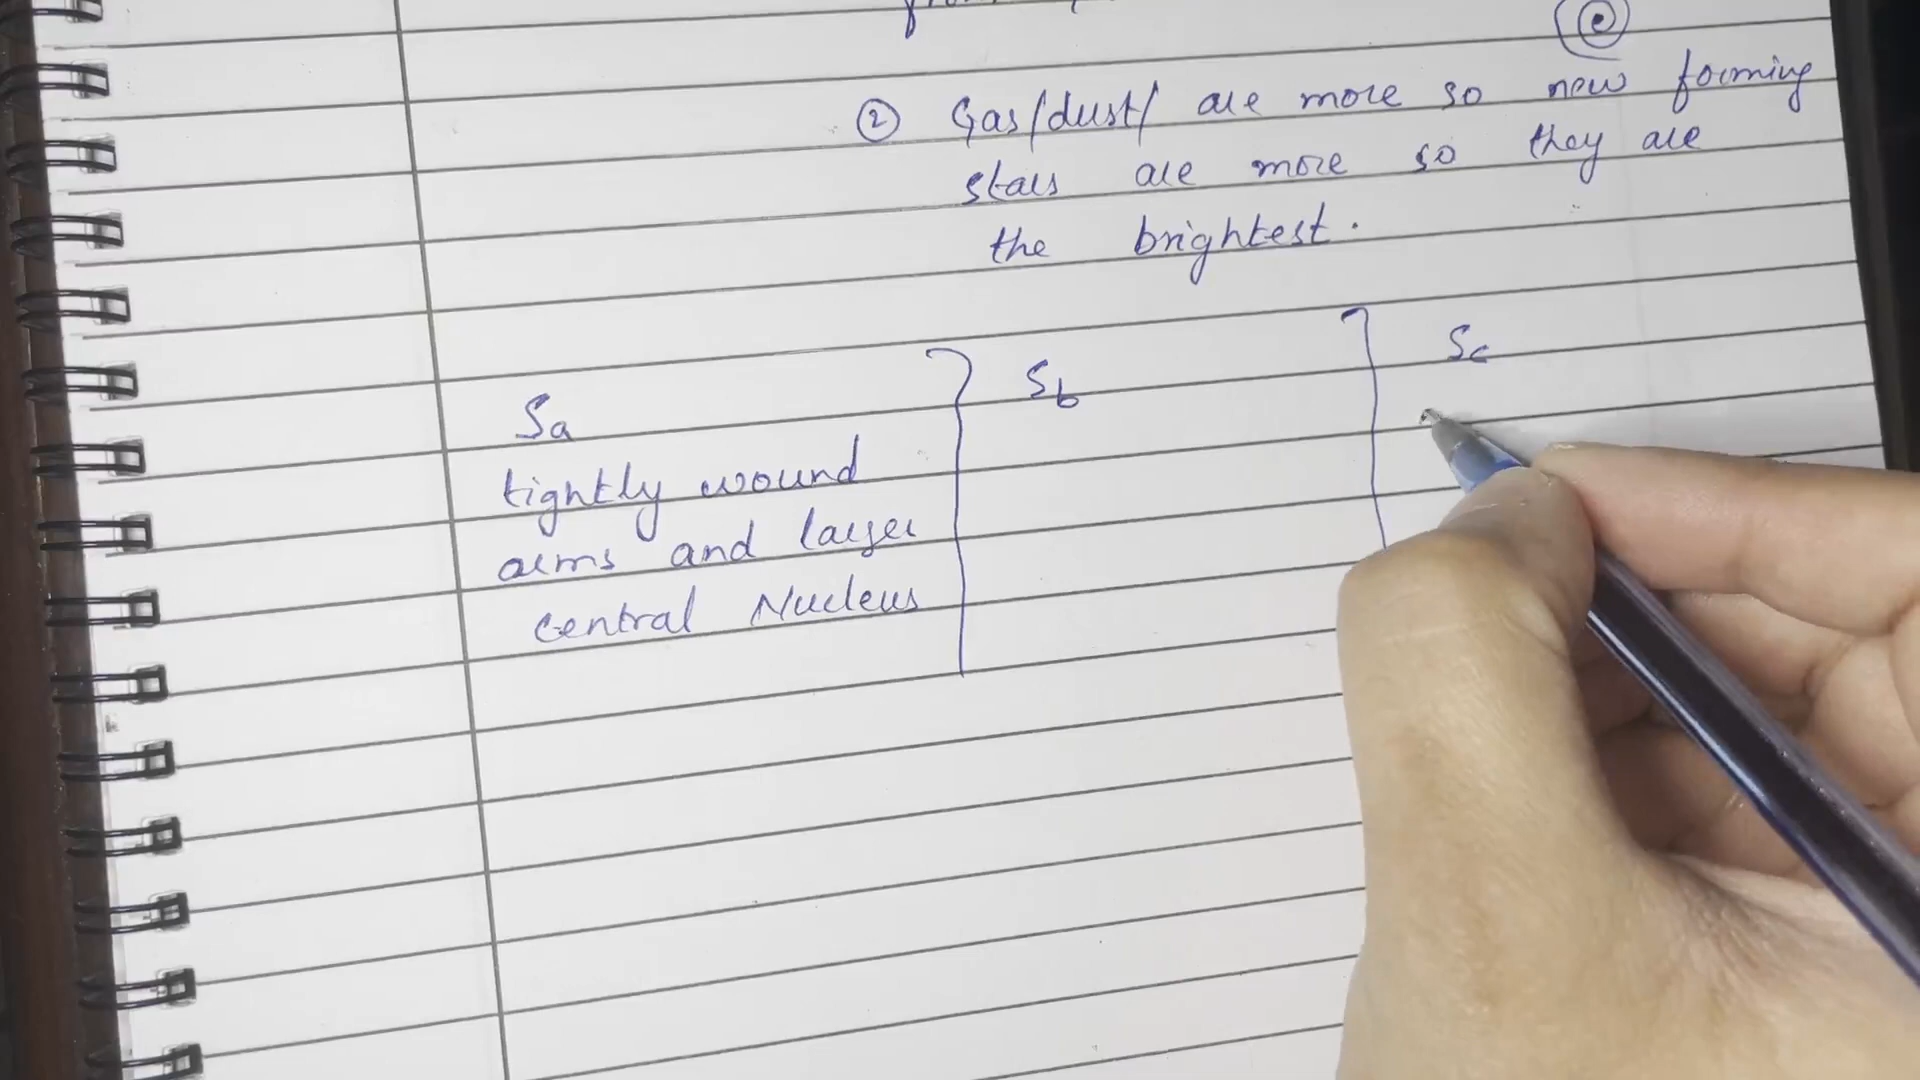 e
② Gas/dust/ are more so new forming
stars are more so they are
the brightest.
Sa
Sb
Sc
tightly wound
arms and larger
central Nucleus